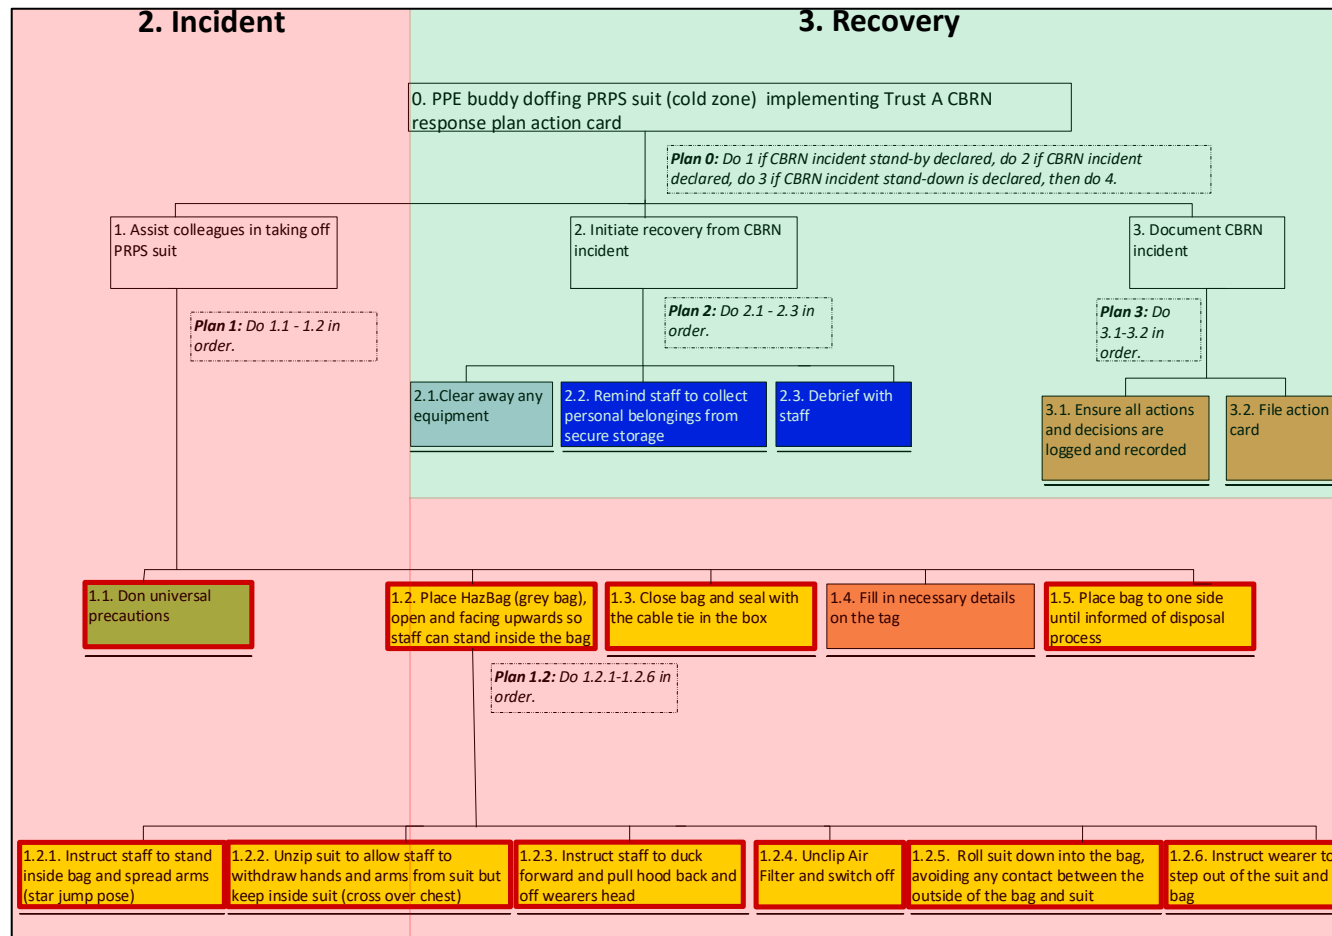 2. Incident
3. Recovery
0. PPE buddy doffing PRPS suit (cold zone)  implementing Trust A CBRN
response plan action card
Plan 0: Do 1 if CBRN incident stand-by declared, do 2 if CBRN incident
declared, do 3 if CBRN incident stand-down is declared, then do 4.
1. Assist colleagues in taking off
PRPS suit
2. Initiate recovery from CBRN
incident
3. Document CBRN
incident
Plan 1: Do 1.1 - 1.2 in
order.
Plan 2: Do 2.1 - 2.3 in
order.
Plan 3: Do
3.1-3.2 in
order.
2.1.Clear away any
equipment
2.2. Remind staff to collect
personal belongings from
secure storage
2.3. Debrief with
staff
3.1. Ensure all actions
and decisions are
logged and recorded
3.2. File action
card
1.1. Don universal
precautions
1.2. Place HazBag (grey bag),
open and facing upwards so
staff can stand inside the bag
1.3. Close bag and seal with
the cable tie in the box
1.4. Fill in necessary details
on the tag
1.5. Place bag to one side
until informed of disposal
process
Plan 1.2: Do 1.2.1-1.2.6 in
order.
1.2.1. Instruct staff to stand
inside bag and spread arms
(star jump pose)
1.2.2. Unzip suit to allow staff to
withdraw hands and arms from suit but
keep inside suit (cross over chest)
1.2.3. Instruct staff to duck
forward and pull hood back and
off wearers head
1.2.4. Unclip Air
Filter and switch off
1.2.5. Roll suit down into the bag,
avoiding any contact between the
outside of the bag and suit
1.2.6. Instruct wearer to
step out of the suit and
bag